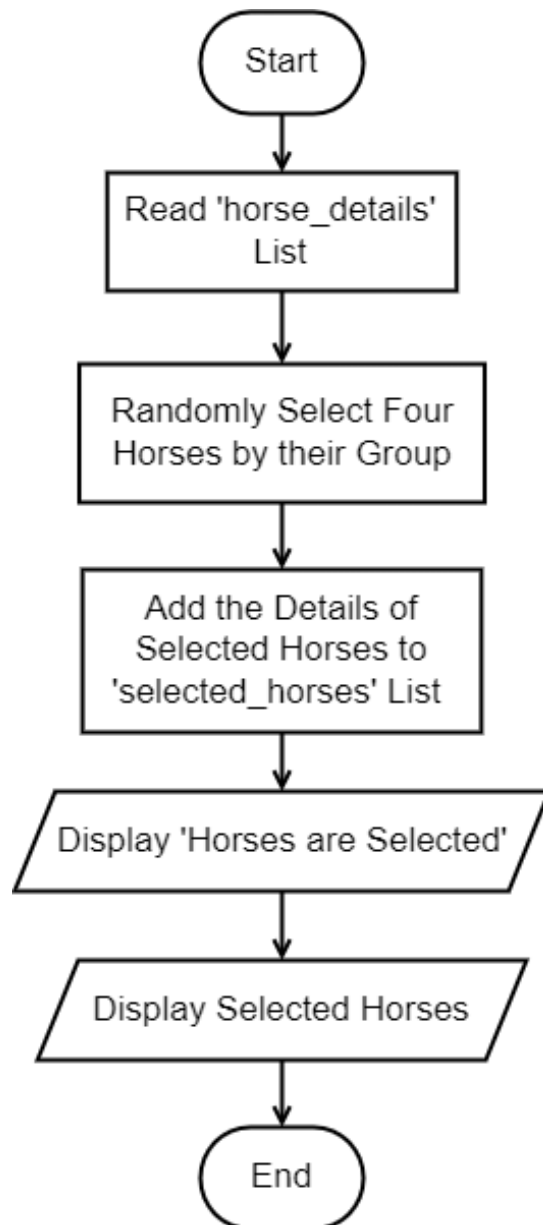 Start
Read 'horse_details'
List
Randomly Select Four
Horses by their Group
Add the Details of
Selected Horses to
'selected_horses' List
Display 'Horses are Selected'
Display Selected Horses
End